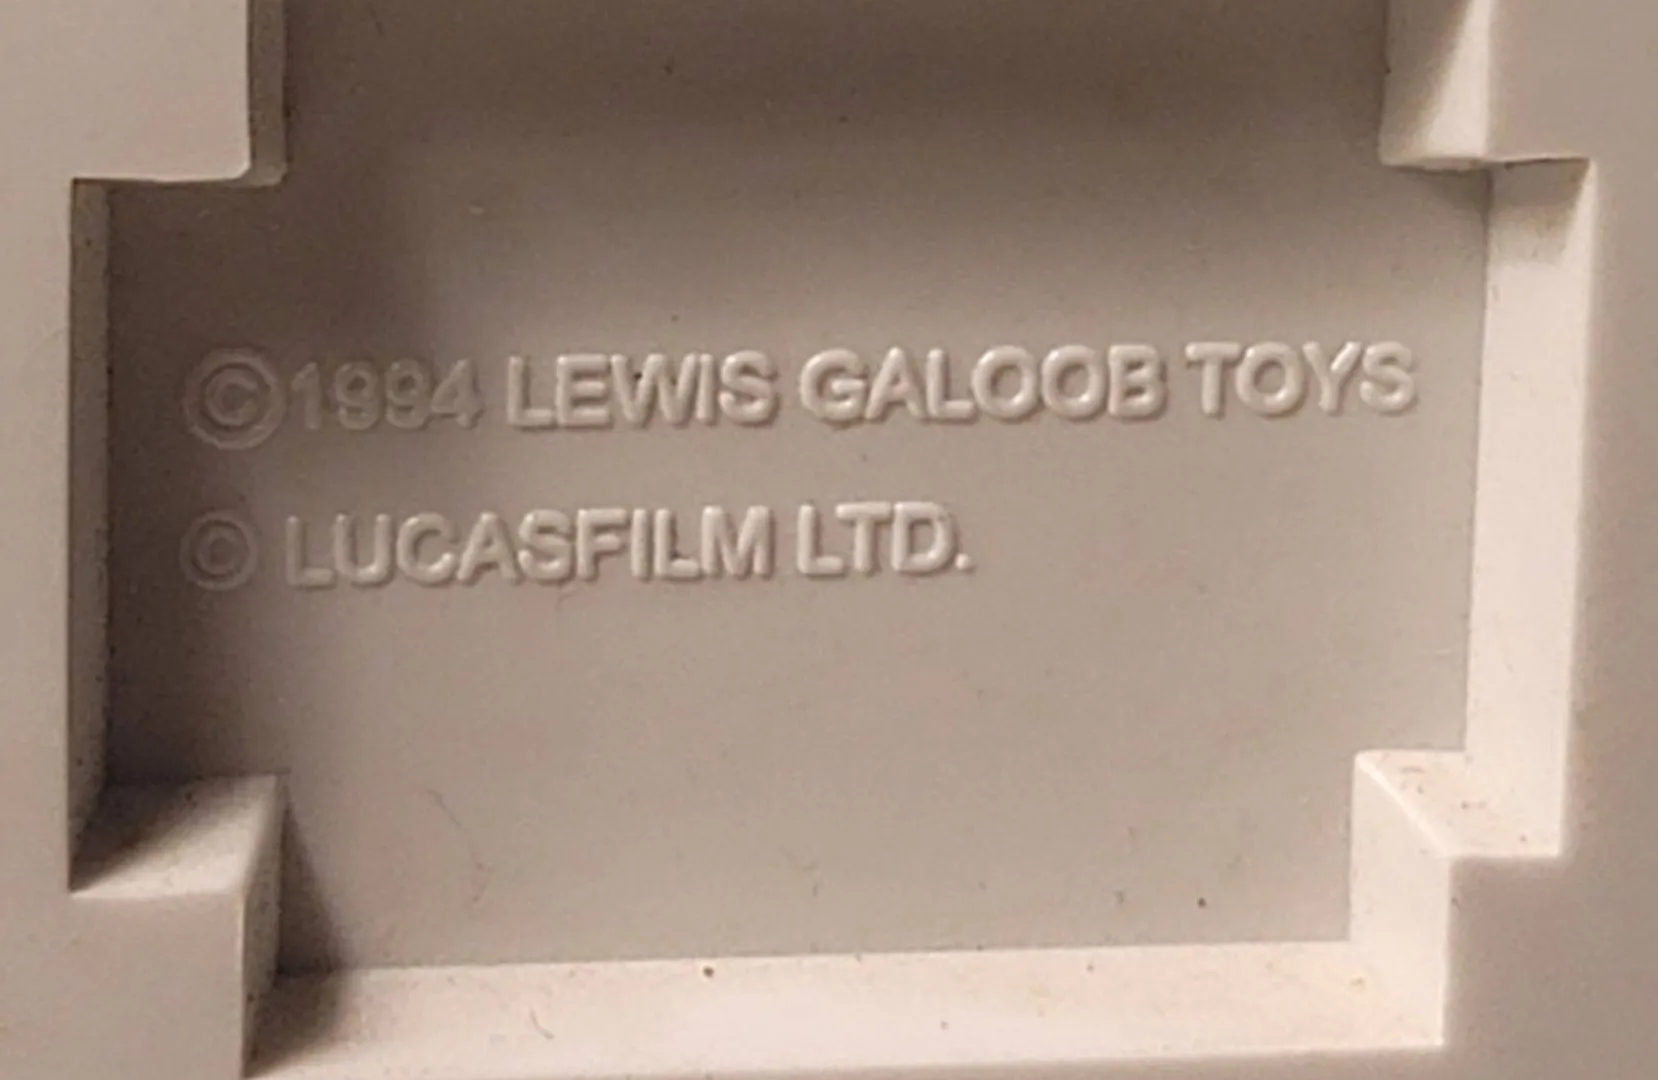 ©1994 LEWIS GALOOB TOYS
© LUCASFILM LTD.